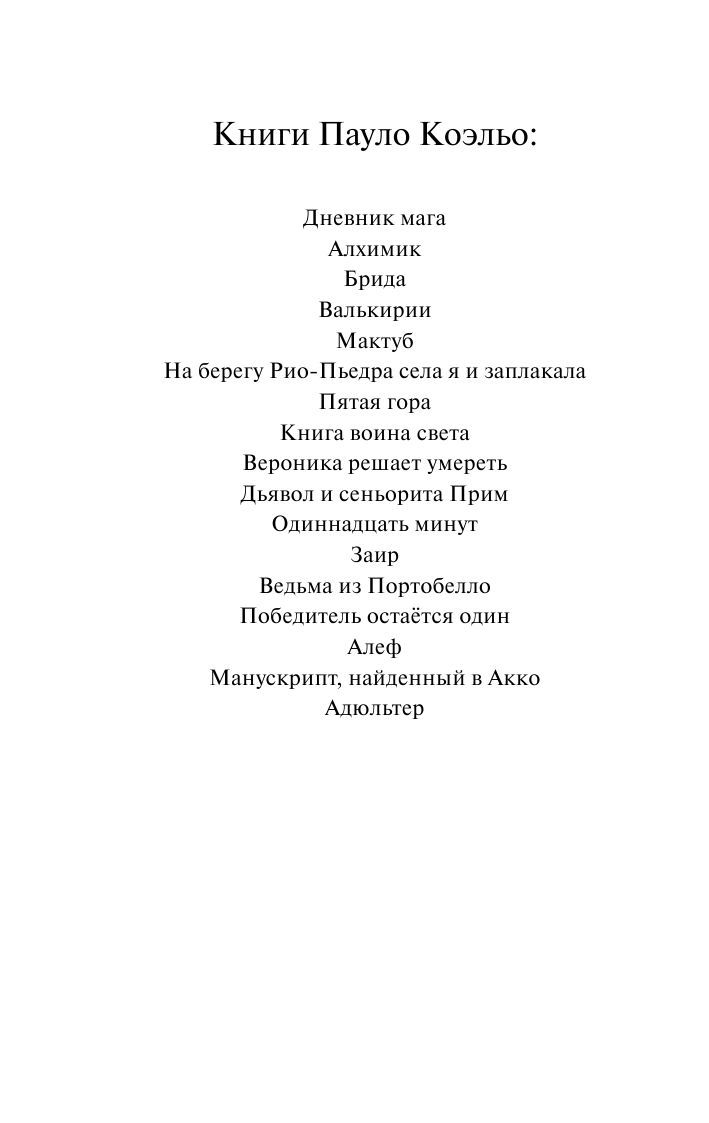 Книги Пауло Коэльо:
Дневник мага
Алхимик
Брида
Валькирии
Мактуб
На берегу Рио-Пьедра села я и заплакала
Пятая гора
Книга воина света
Вероника решает умереть
Дьявол и сеньорита Прим
Одиннадцать минут
Заир
Ведьма из Портобелло
Победитель остаётся один
Алеф
Манускрипт, найденный в Акко
Адюльтер